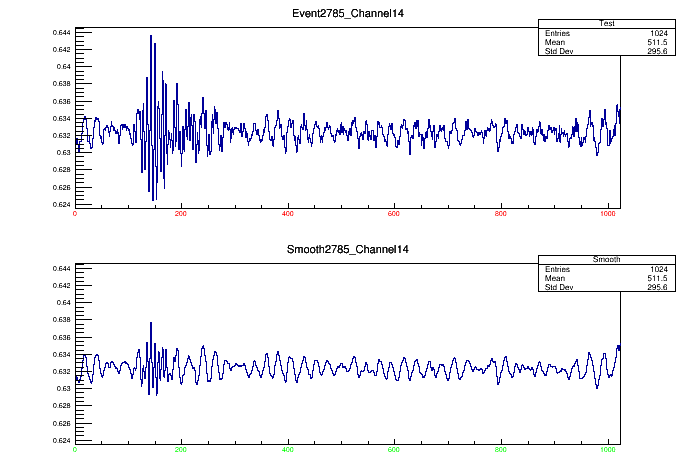 Event2785_Channel14
Test
Entries 1024
Mean 511.5
Std Dev 295.6
0.644
0.642
0.64
0.638
0.636
0.634
0.632
0.63
0.628
0.626
0.624
0 200 400 600 800 1000
Smooth2785_Channel14
Smooth
Entries 1024
Mean 511.5
Std Dev 295.6
0.644
0.642
0.64
0.638
0.636
0.634
0.632
0.63
0.628
0.626
0.624
0 200 400 600 800 1000